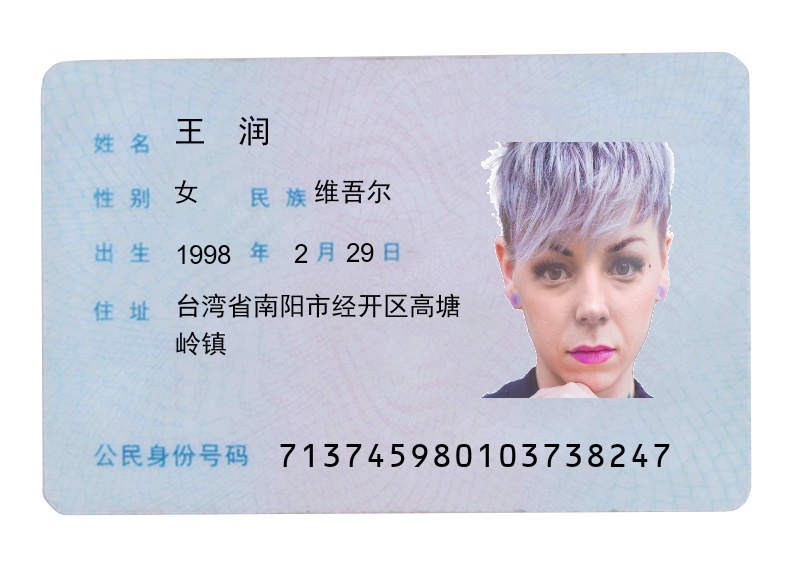 姓名 王 润
性别 女 民族 维吾尔
出生 1998 年 2 月 29 日
住址 台湾省南阳市经开区高塘
岭镇
公民身份号码 713745980103738247